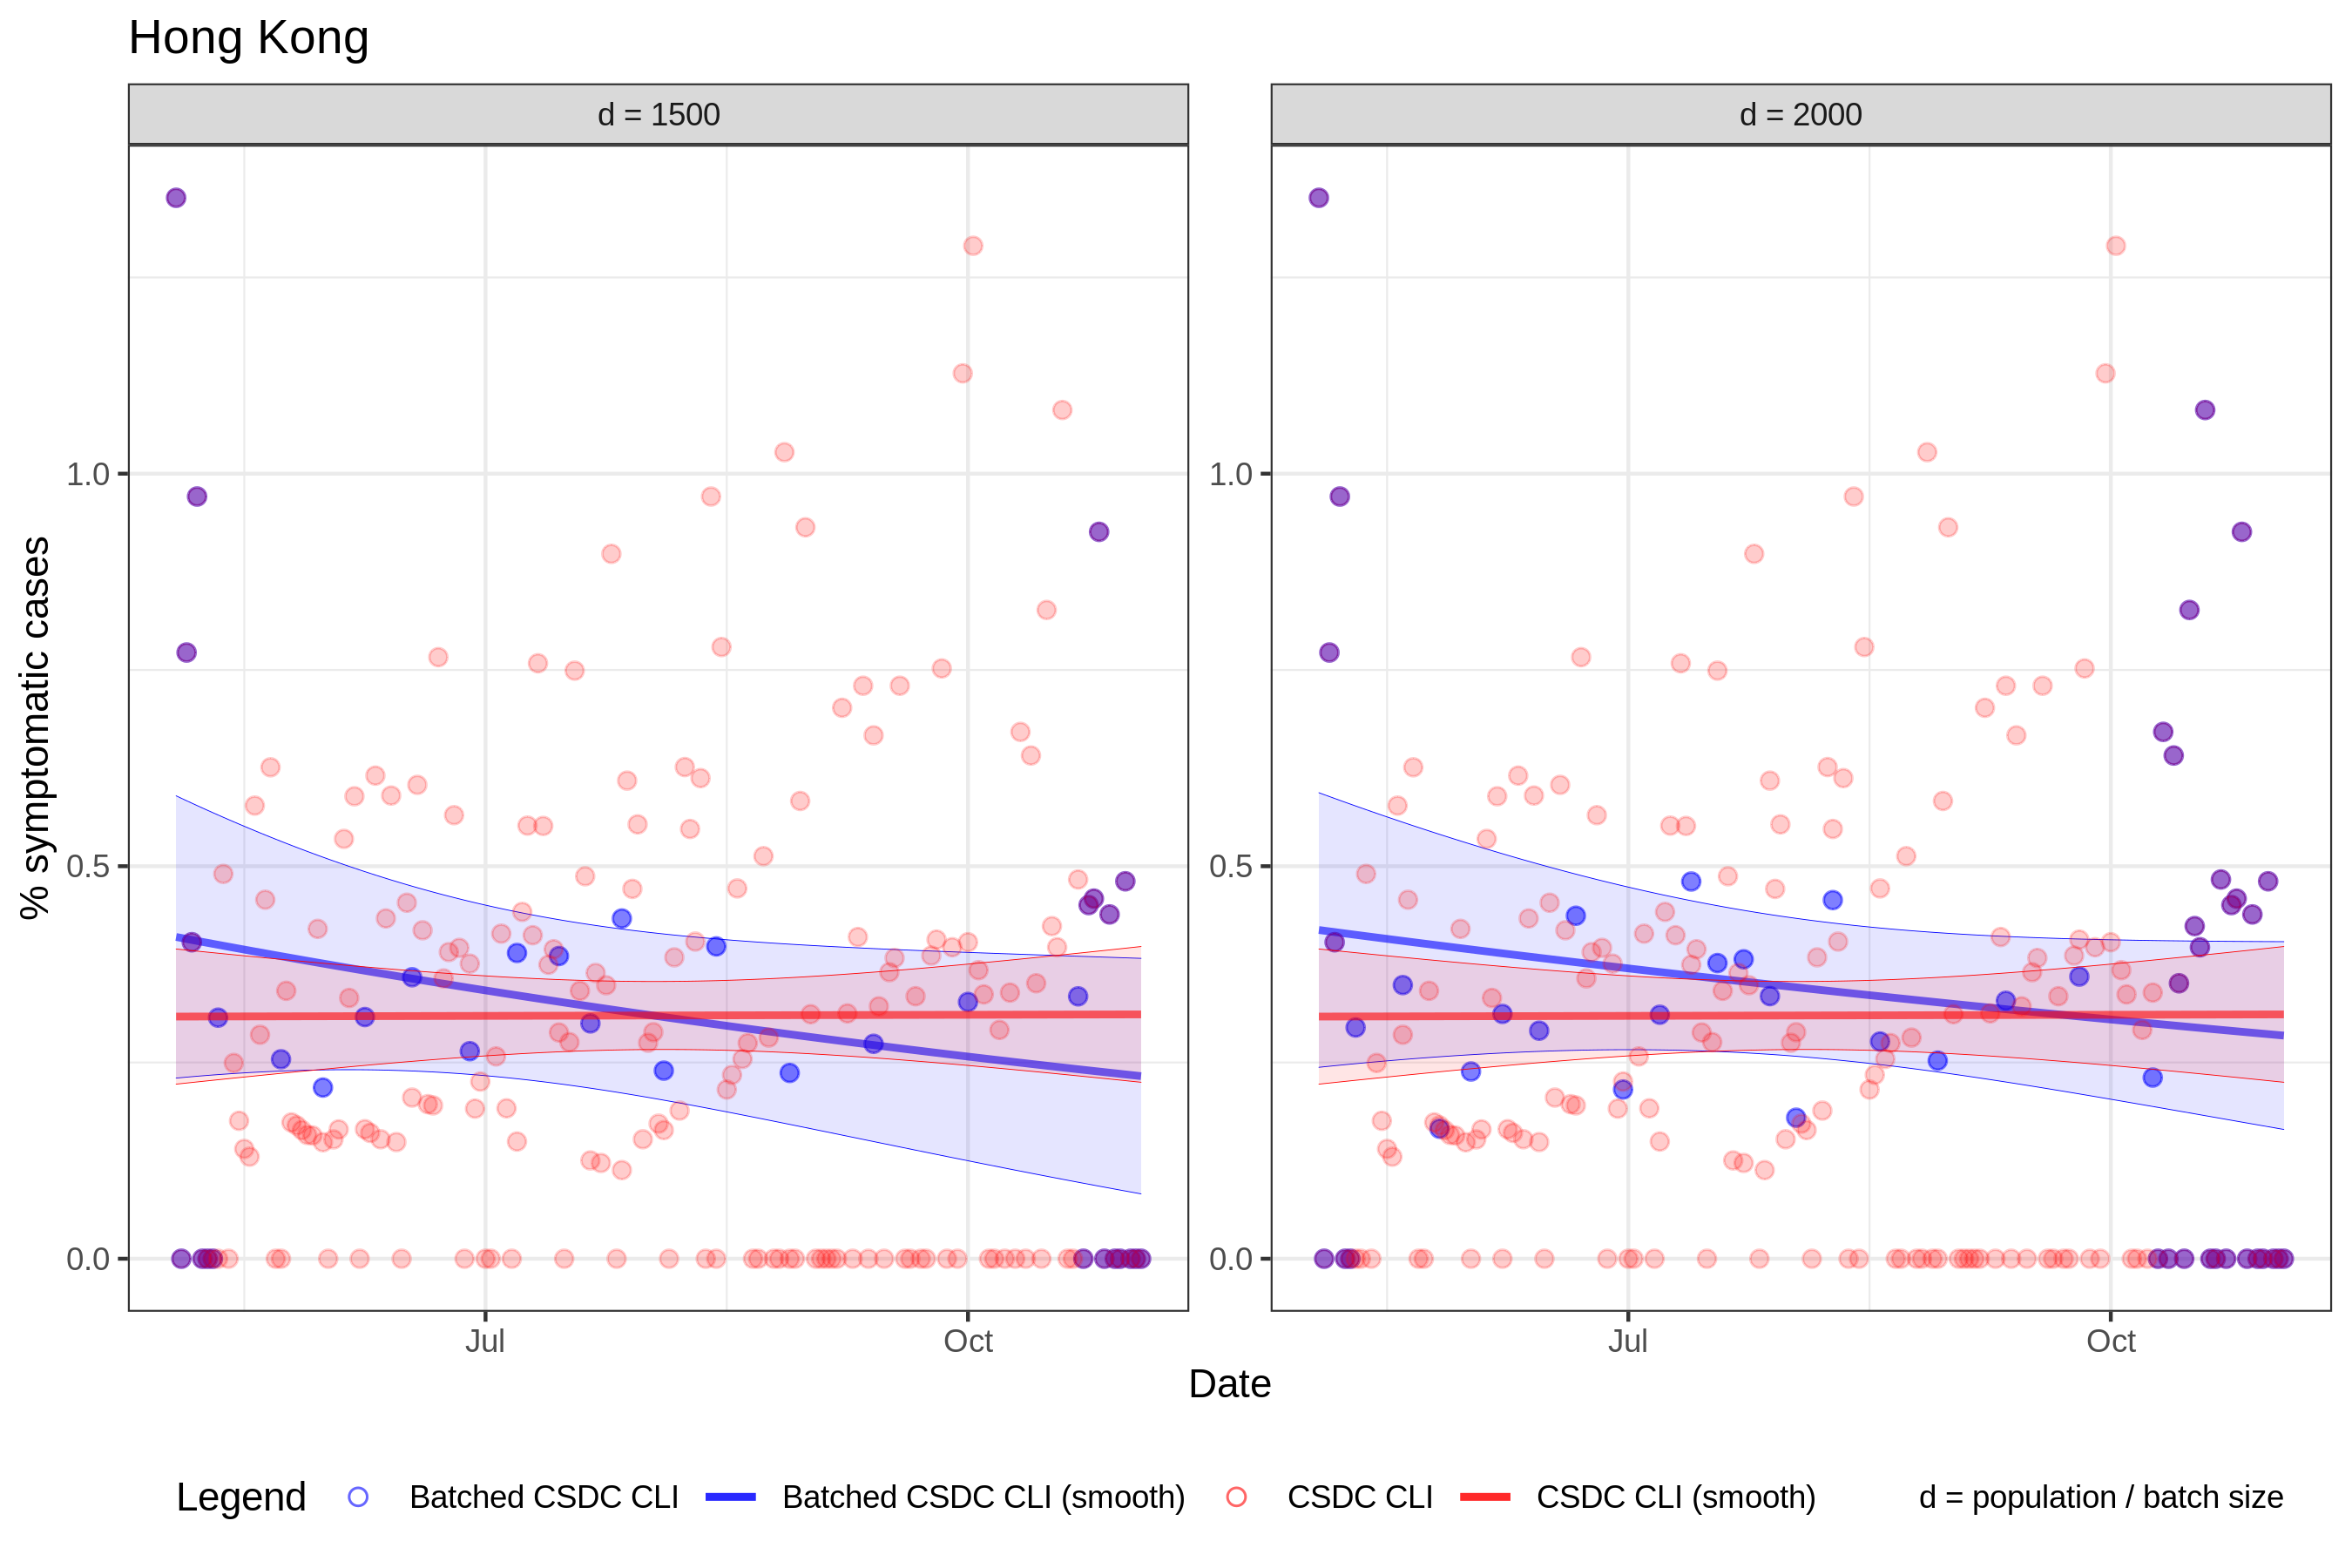 Hong Kong
d = 1500
d = 2000
% symptomatic cases
1.0
0.5
0.0
1.0
0.5
0.0
Jul
Oct
Jul
Oct
Date
Legend
Batched CSDC CLI
Batched CSDC CLI (smooth)
CSDC CLI
CSDC CLI (smooth)
d = population / batch size